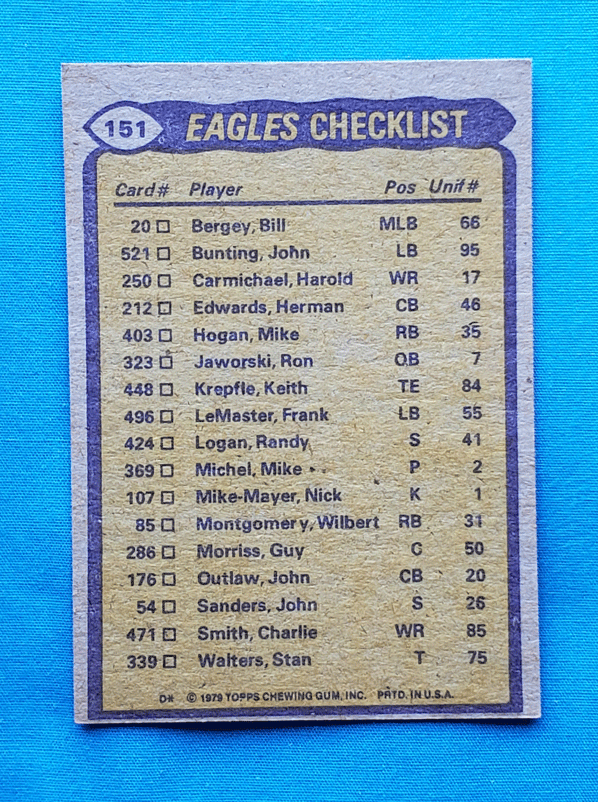 151 EAGLES CHECKLIST
Card# Player Pos Unif#
20 Bergey, Bill MLB 66
521 Bunting, John LB 95
250 Carmichael, Harold WR 17
212 Edwards, Herman CB 46
403 Hogan, Mike RB 35
323 Jaworski, Ron QB 7
448 Krepfle, Keith TE 84
496 LeMaster, Frank LB 55
424 Logan, Randy S 41
369 Michel, Mike P 2
107 Mike-Mayer, Nick K 1
85 Montgomery, Wilbert RB 31
286 Morriss, Guy C 50
176 Outlaw, John CB 20
54 Sanders, John S 26
471 Smith, Charlie WR 85
339 Walters, Stan T 75
D* © 1979 TOPPS CHEWING GUM, INC. PRTD. IN U.S.A.